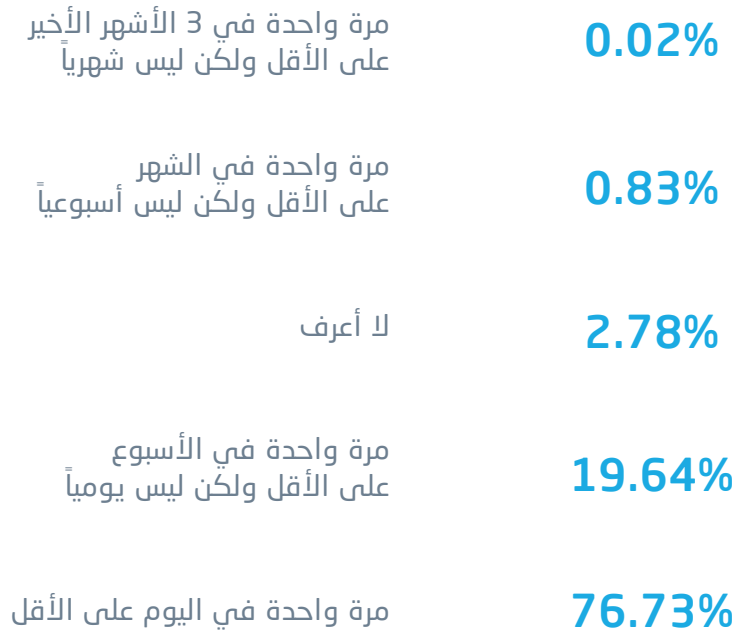 مرة واحدة في 3 الأشهر الأخير
على الأقل ولكن ليس شهرياً
0.02%
مرة واحدة في الشهر
على الأقل ولكن ليس أسبوعياً
0.83%
لا أعرف
2.78%
مرة واحدة في الأسبوع
على الأقل ولكن ليس يومياً
19.64%
مرة واحدة في اليوم على الأقل
76.73%